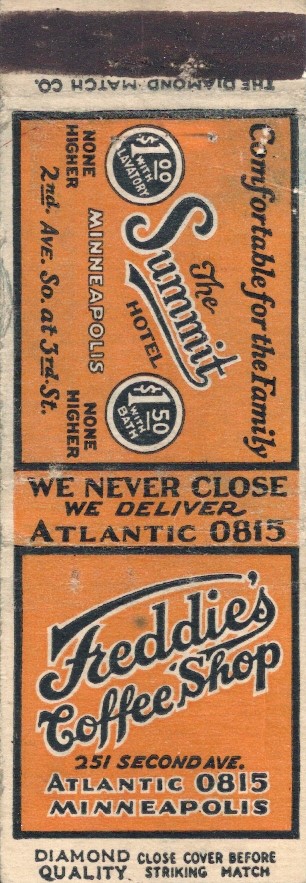 THE DIAMOND MATCH CO.
Comfortable for the Family
The
Summit
HOTEL
$1.00
WITH
LAVATORY
$1.50
WITH
BATH
MINNEAPOLIS
NONE
HIGHER
NONE
HIGHER
2nd. AVE. So. at 3rd. St.
WE NEVER CLOSE
WE DELIVER
ATLANTIC 0815
Freddie's
Coffee Shop
251 SECOND AVE.
ATLANTIC 0815
MINNEAPOLIS
DIAMOND CLOSE COVER BEFORE
QUALITY STRIKING MATCH